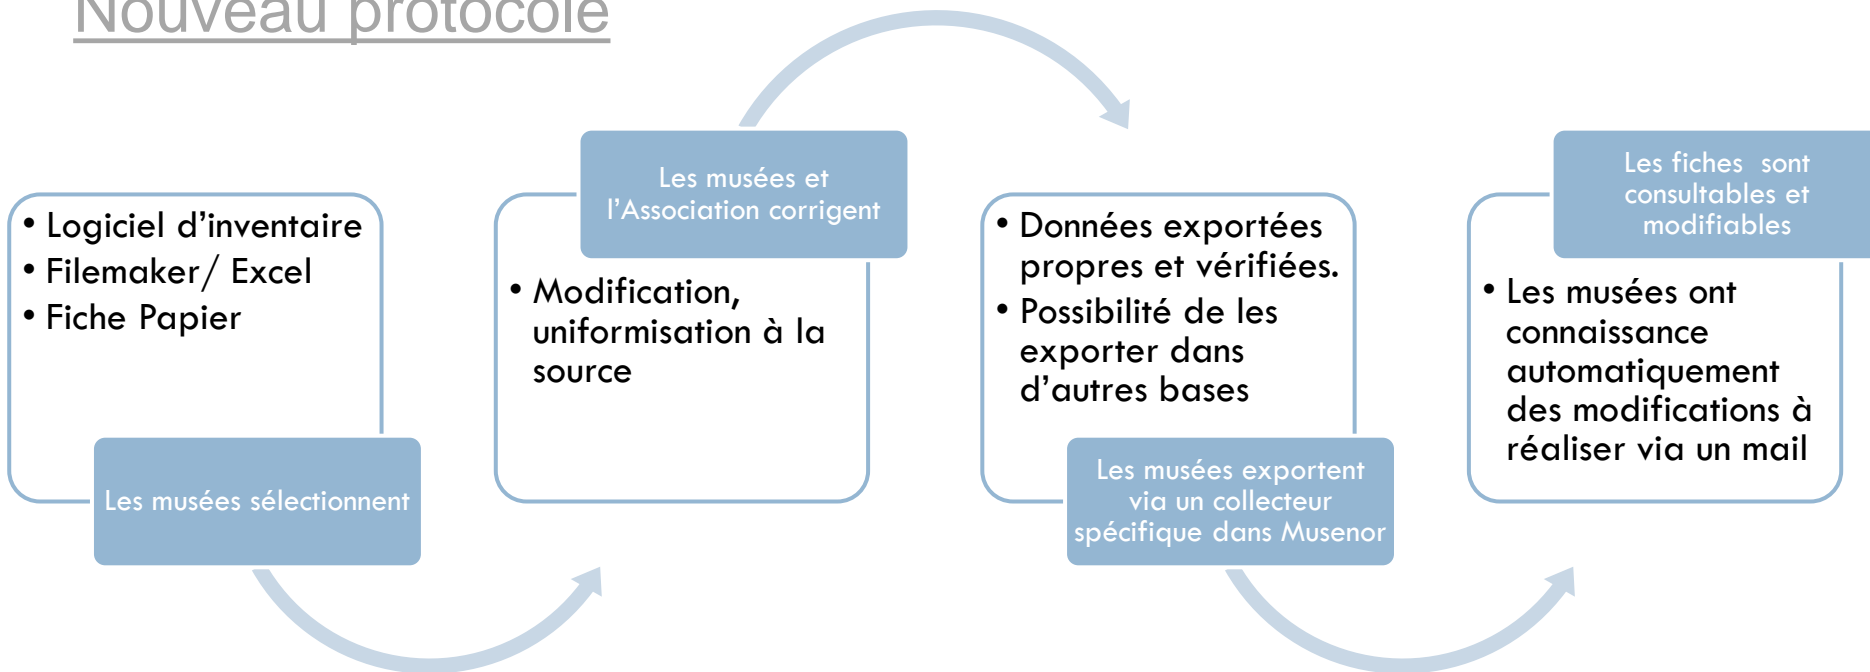 Nouveau protocole
• Logiciel d'inventaire
• Filemaker/ Excel
• Fiche Papier
Les musées sélectionnent
Les musées et
l'Association corrigent
• Modification,
uniformisation à la
source
• Données exportées
propres et vérifiées.
• Possibilité de les
exporter dans
d'autres bases
Les musées exportent
via un collecteur
spécifique dans Musenor
Les fiches sont
consultables et
modifiables
• Les musées ont
connaissance
automatiquement
des modifications à
réaliser via un mail